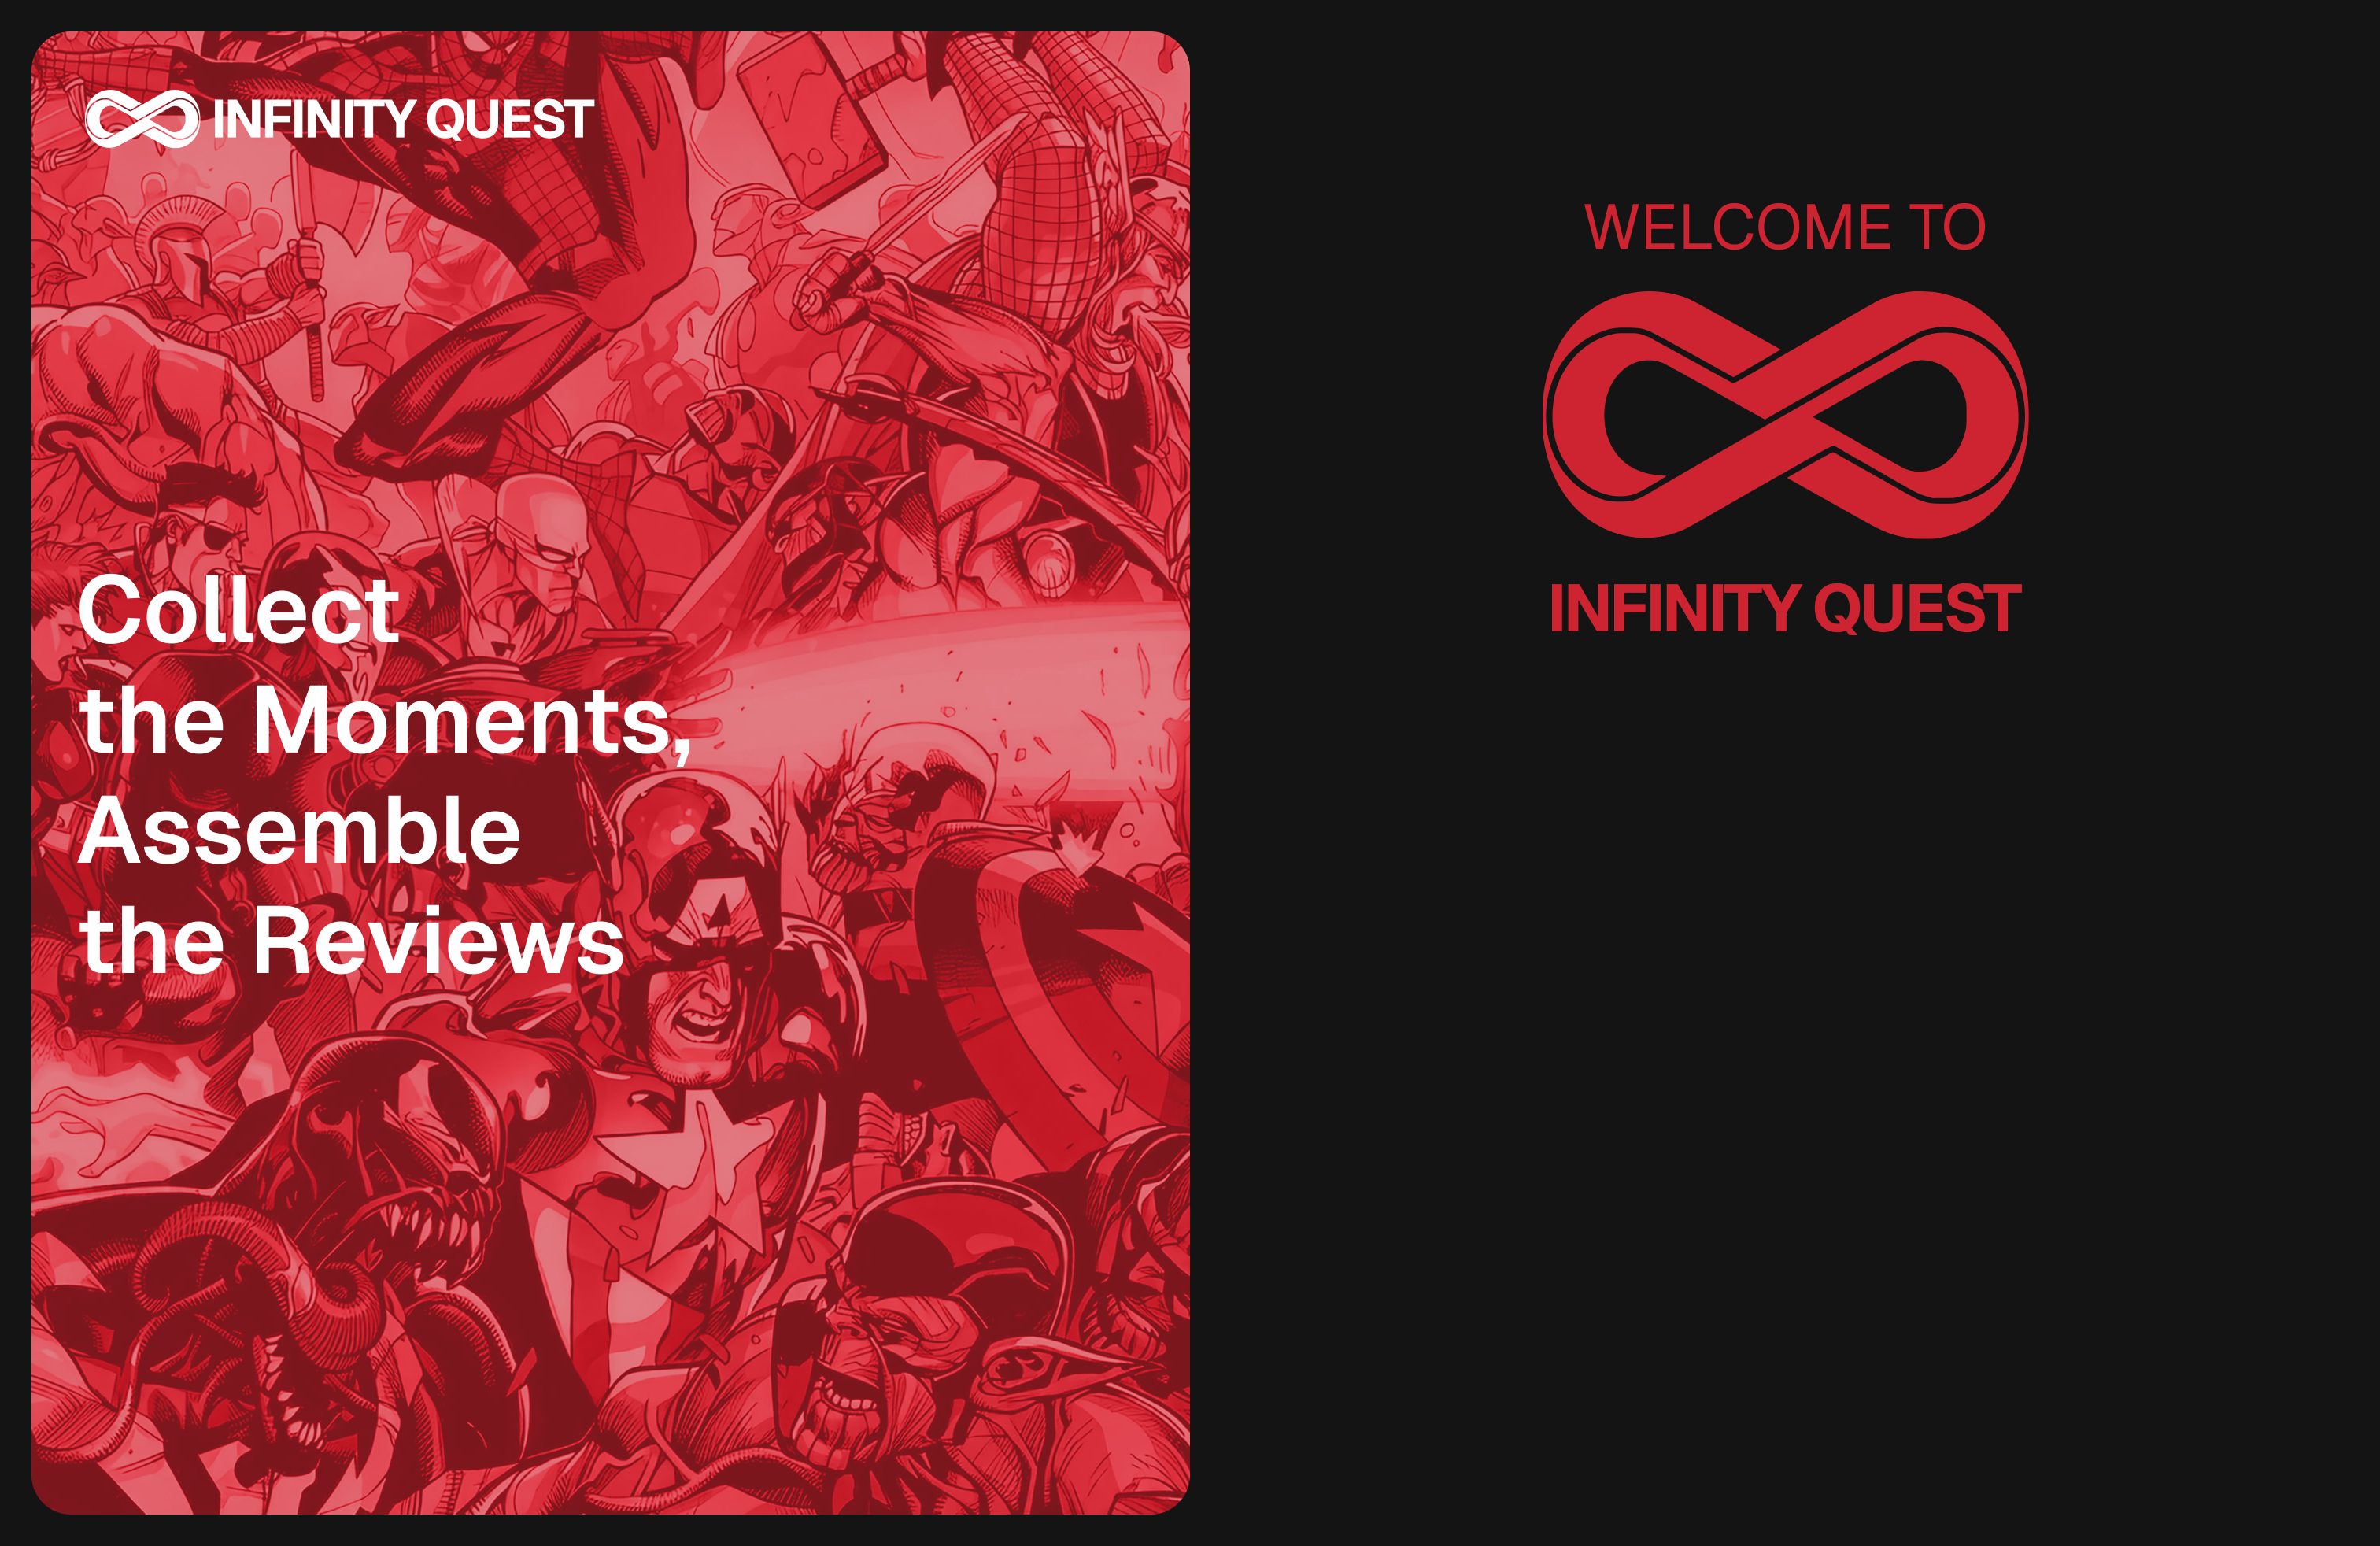 INFINITY QUEST
Collect
the Moments,
Assemble
the Reviews
WELCOME TO
INFINITY QUEST